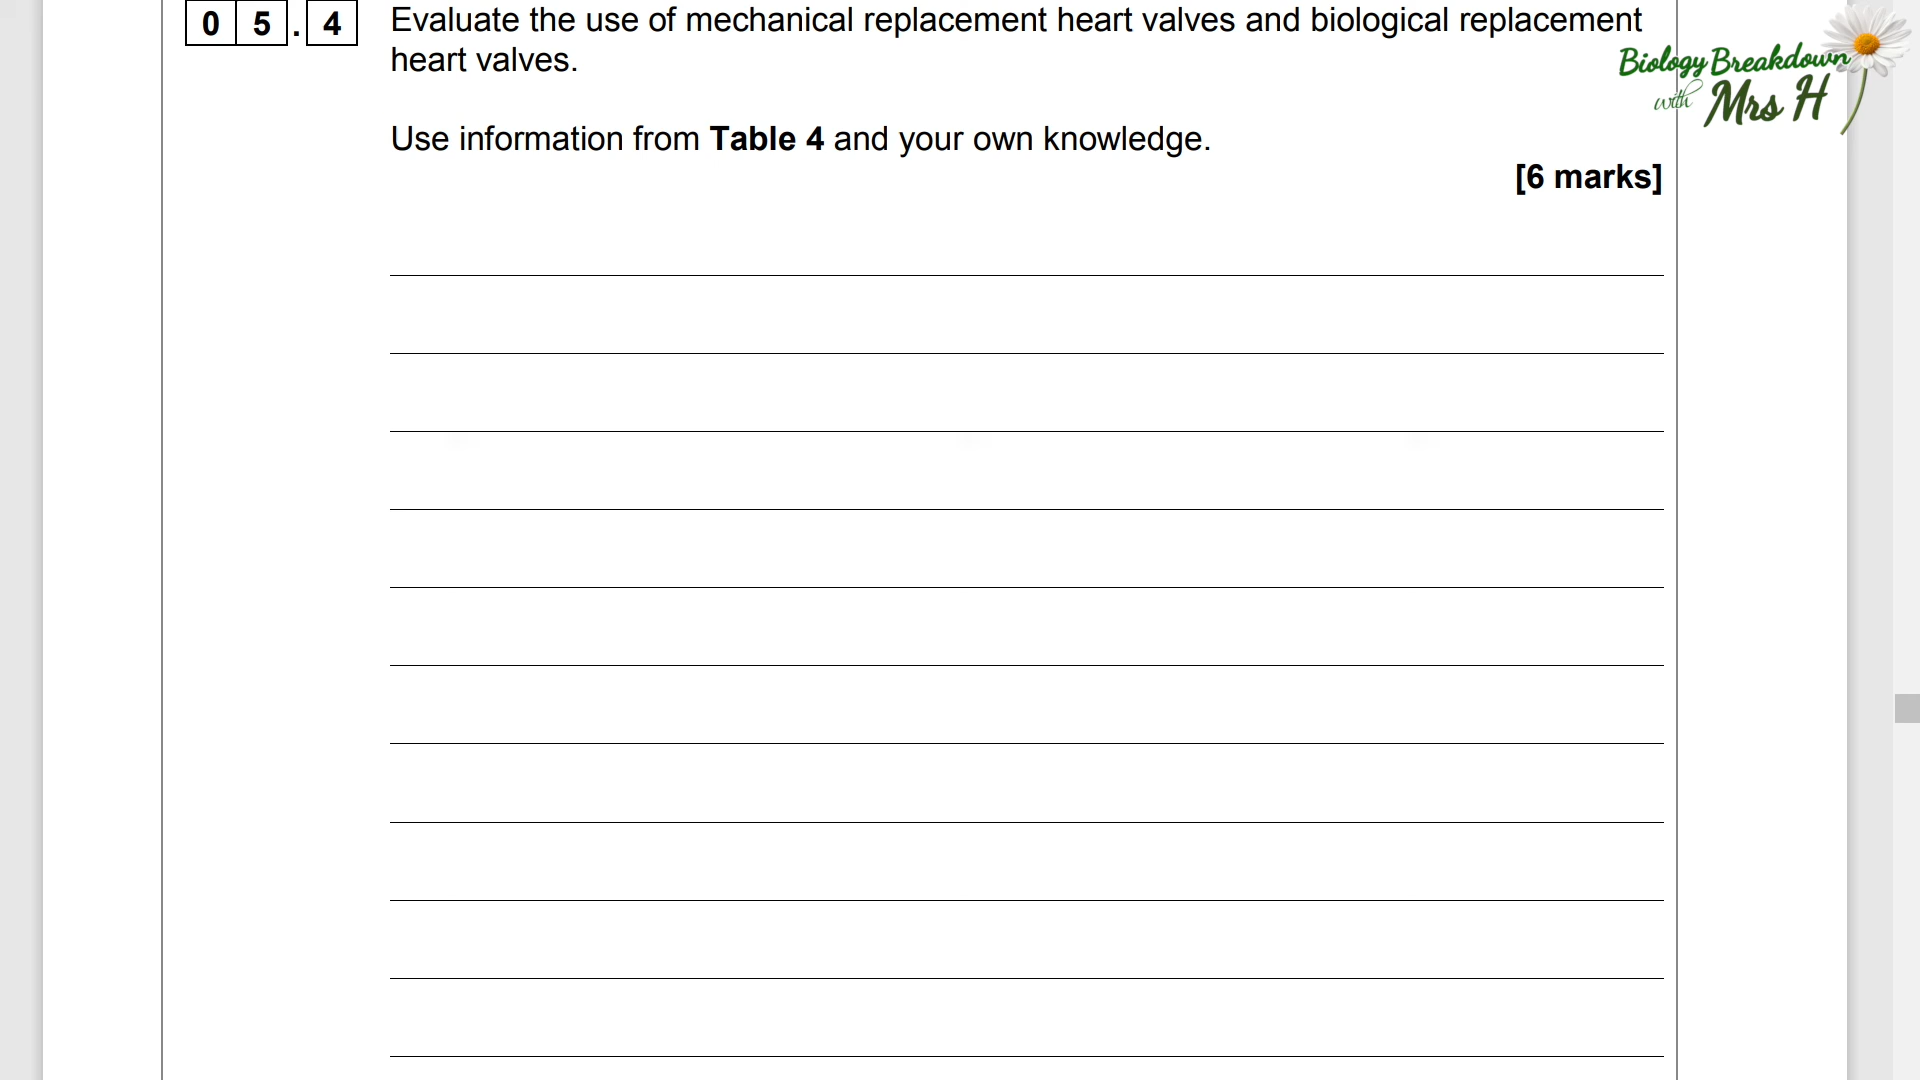 0 5 . 4 Evaluate the use of mechanical replacement heart valves and biological replacement
heart valves.
Use information from Table 4 and your own knowledge.
[6 marks]
Biology Breakdown
with Mrs H